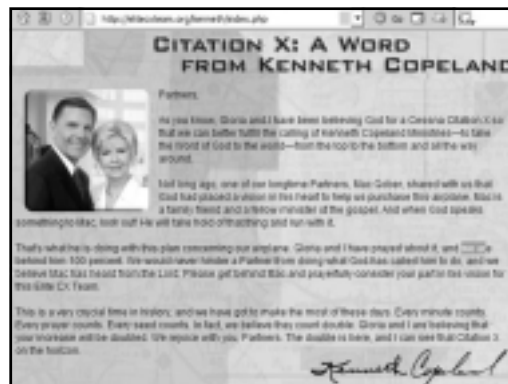 http://elitecxteam.org/kenneth/index.php
CITATION X: A WORD
FROM KENNETH COPELAND
Partners,
As you know, Gloria and I have been believing God for a Cessna Citation X so
that we can better fulfill the calling of Kenneth Copeland Ministries—to take
the Word of God to the world—from the top to the bottom and all the way
around.
Not long ago, one of our longtime Partners, Mac Gober, shared with us that
God had placed a vision in his heart to help us purchase this airplane. Mac is
a family friend and a fellow minister of the gospel. And when God speaks
something to Mac, look out! He will take hold of that thing and run with it.
That's what he is doing with this plan concerning our airplane. Gloria and I have prayed about it, and
behind him 100 percent. We would never hinder a Partner from doing what God has called him to do, and we
believe Mac has heard from the Lord. Please get behind Mac and prayerfully consider your part in his vision for
this Elite CX Team.
This is a very crucial time in history, and we have got to make the most of these days. Every minute counts.
Every prayer counts. Every seed counts. In fact, we believe they count double. Gloria and I are believing that
your increase will be doubled. We rejoice with you, Partners. The double is here, and I can see that Citation X
on the horizon.
Kenneth Copeland